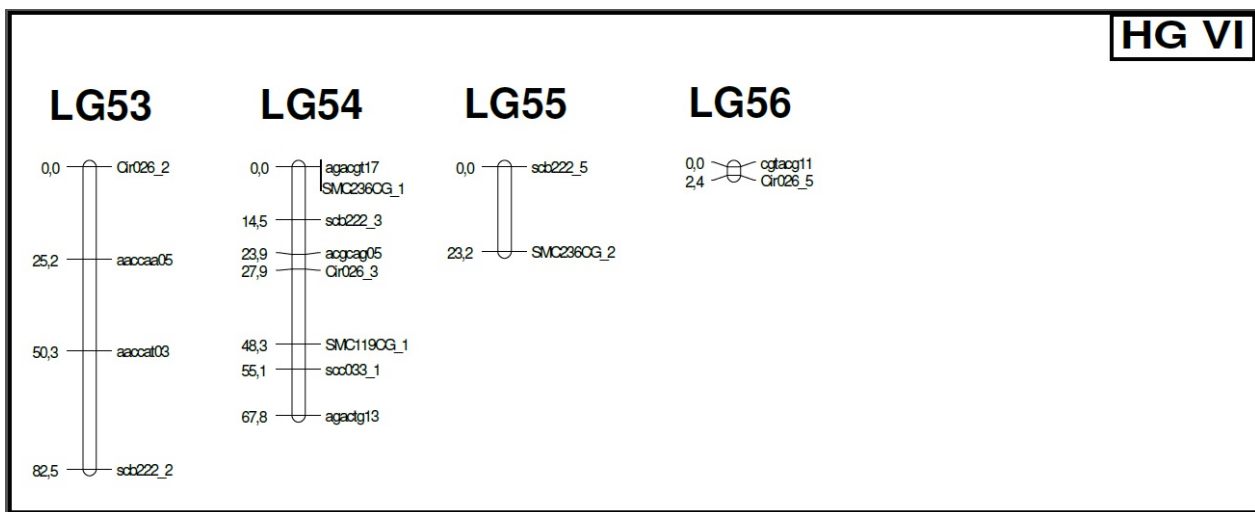 HG VI
LG53
0,0 Cir026_2
25,2 aaccaa05
50,3 aaccat03
82,5 scb222_2
LG54
0,0 agacgt17
SMC236CG_1
14,5 scb222_3
23,9 acgcag05
27,9 Cir026_3
48,3 SMC119CG_1
55,1 scc033_1
67,8 agactg13
LG55
0,0 scb222_5
23,2 SMC236CG_2
LG56
0,0 cgtacg11
2,4 Cir026_5